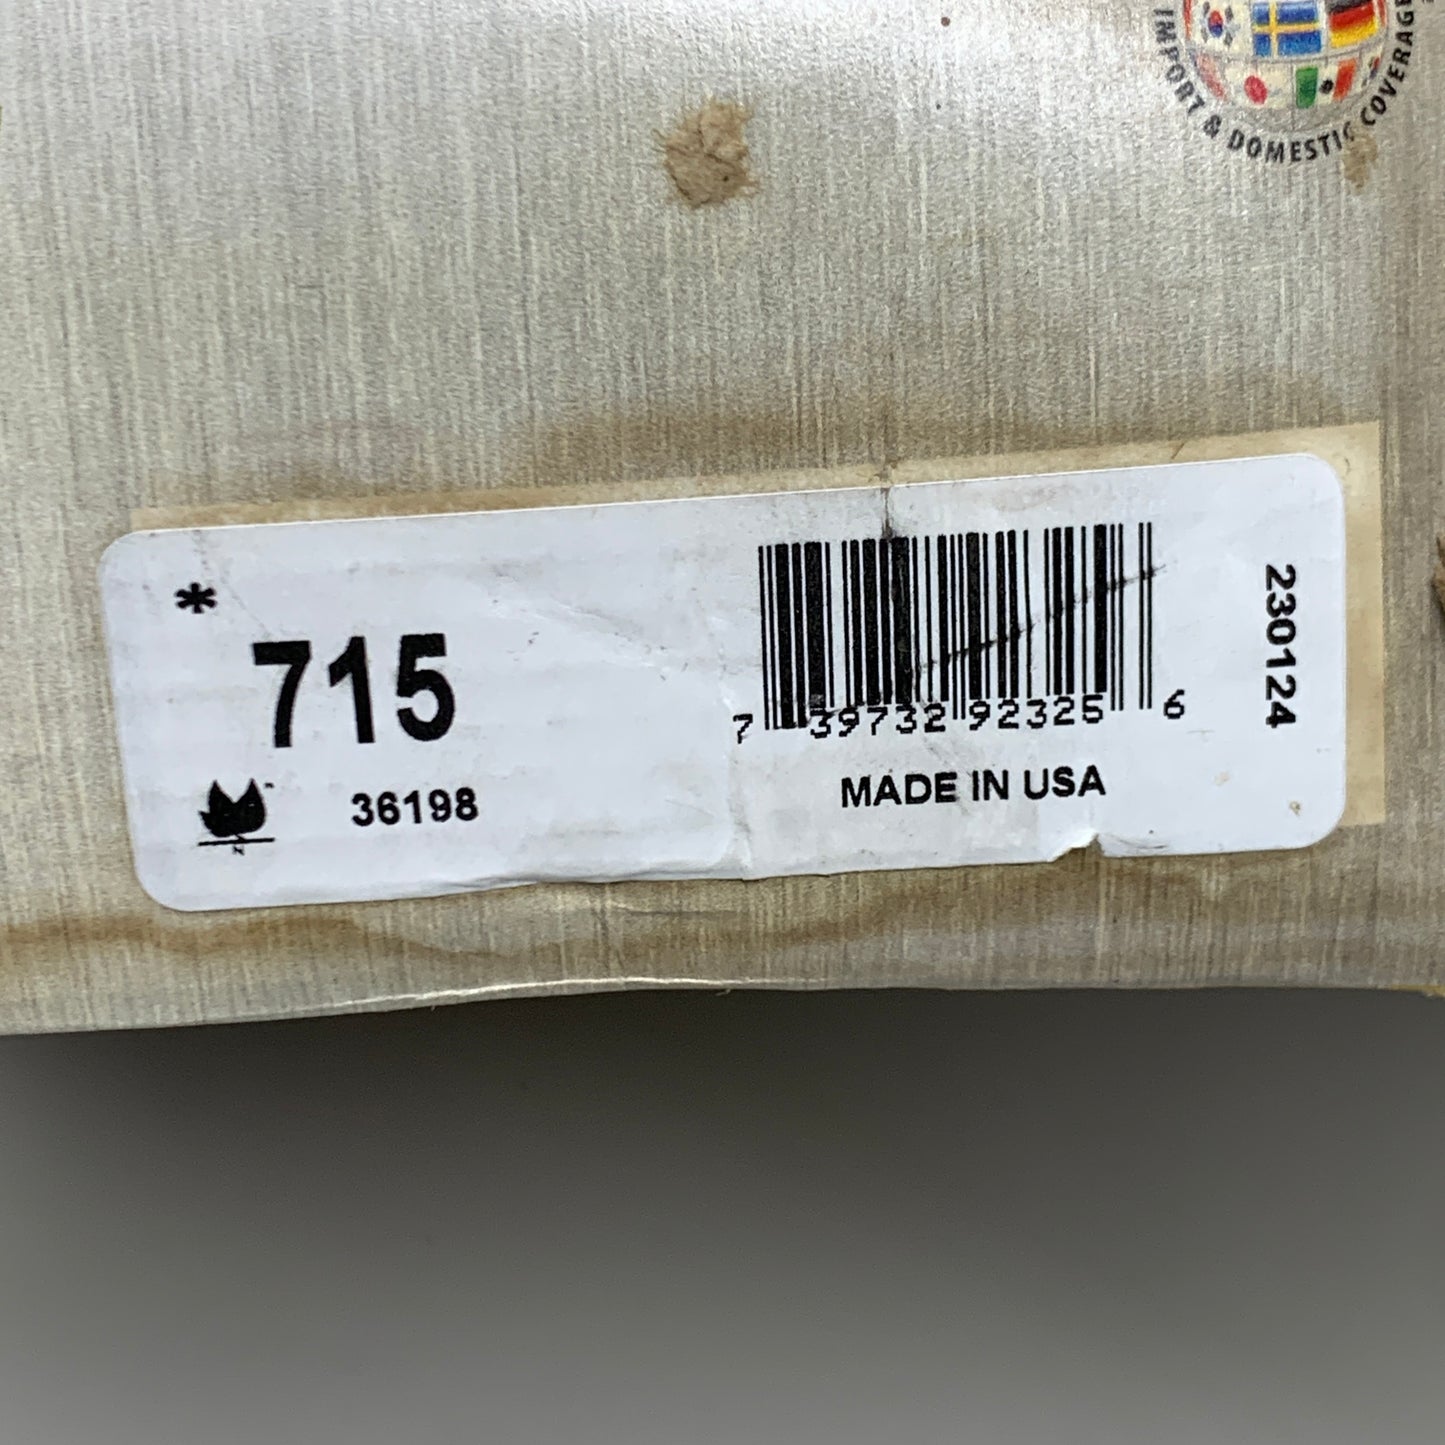 IMPORT & DOMESTIC COVERAGE
*
715
36198
N
7 39732 92325 6
MADE IN USA
230124